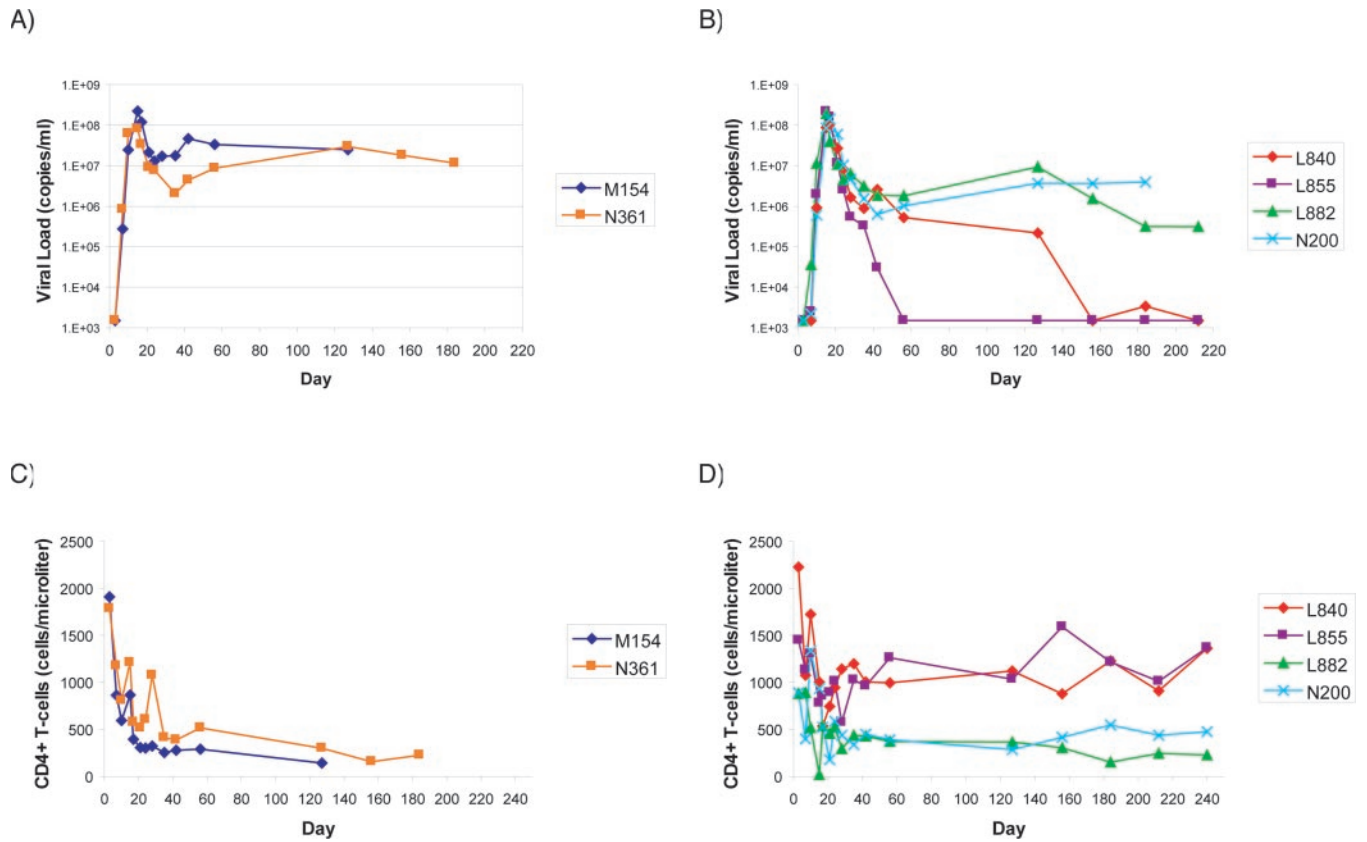 A)
B)
Viral Load (copies/ml)
1.E+09
1.E+08
1.E+07
1.E+06
1.E+05
1.E+04
1.E+03
0 20 40 60 80 100 120 140 160 180 200 220
Day
M154
N361
Viral Load (copies/ml)
1.E+09
1.E+08
1.E+07
1.E+06
1.E+05
1.E+04
1.E+03
0 20 40 60 80 100 120 140 160 180 200 220
Day
L840
L855
L882
N200
C)
D)
CD4+ T-cells (cells/microliter)
2500
2000
1500
1000
500
0
0 20 40 60 80 100 120 140 160 180 200 220 240
Day
M154
N361
CD4+ T-cells (cells/microliter)
2500
2000
1500
1000
500
0
0 20 40 60 80 100 120 140 160 180 200 220 240
Day
L840
L855
L882
N200